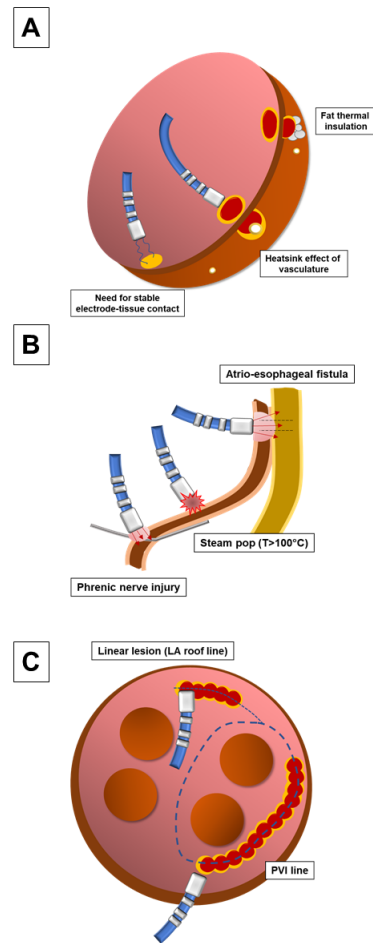 A
Fat thermal
insulation
Heatsink effect of
vasculature
Need for stable
electrode-tissue contact
B
Atrio-esophageal fistula
Steam pop (T>100°C)
Phrenic nerve injury
C
Linear lesion (LA roof line)
PVI line